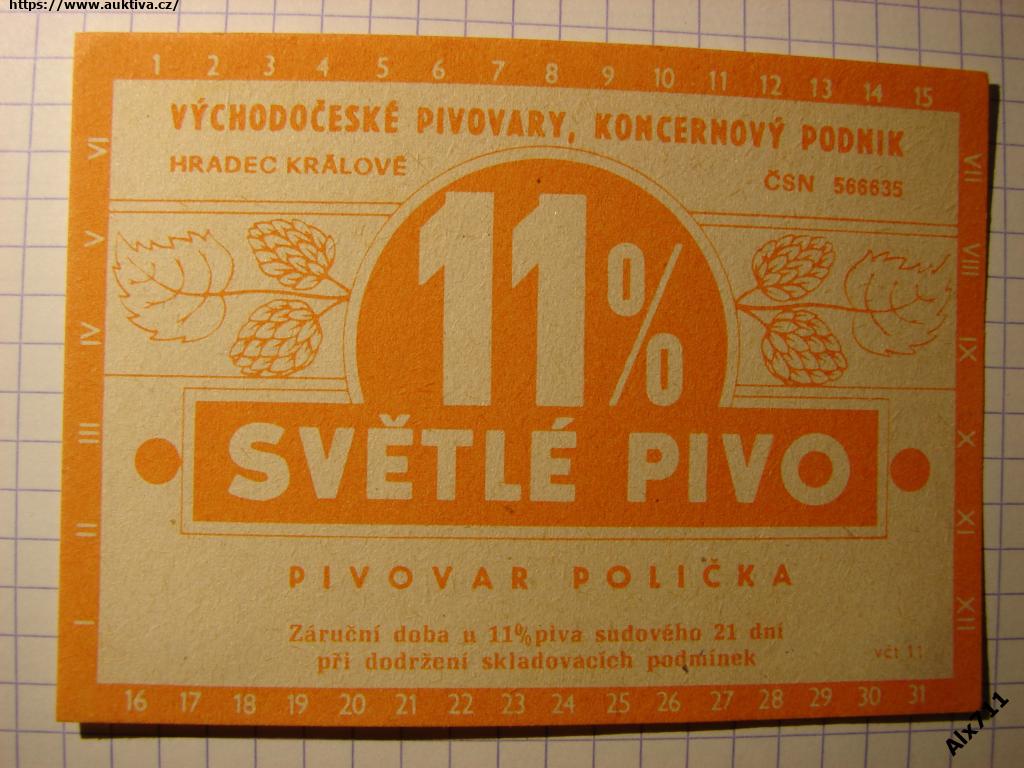 https://www.auktiva.cz/
1 2 3 4 5 6 7 8 9 10 11 12 13 14 15
VÝCHODOČESKÉ PIVOVARY, KONCERNOVÝ PODNIK
HRADEC KRÁLOVÉ
ČSN 566635
VI
V
IV
III
II
I
VII
VIII
IX
X
XI
XII
11%
SVĚTLÉ PIVO
PIVOVAR POLIČKA
Záruční doba u 11% piva sudového 21 dní
při dodržení skladovacích podmínek
včt 11
16 17 18 19 20 21 22 23 24 25 26 27 28 29 30 31
Alx711